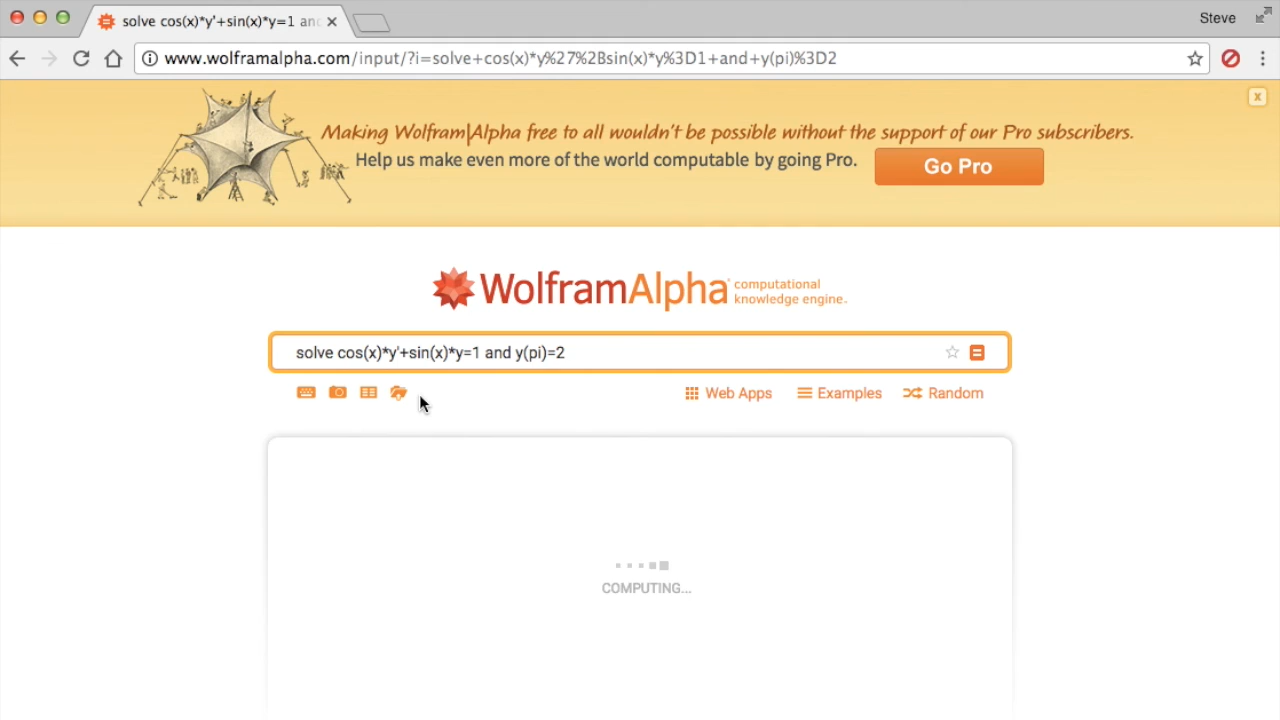 solve cos(x)*y'+sin(x)*y=1 and
Steve
www.wolframalpha.com/input/?i=solve+cos(x)*y%27%2Bsin(x)*y%3D1+and+y(pi)%3D2
Making Wolfram|Alpha free to all wouldn't be possible without the support of our Pro subscribers.
Help us make even more of the world computable by going Pro.
Go Pro
WolframAlpha computational
knowledge engine.
solve cos(x)*y'+sin(x)*y=1 and y(pi)=2
Web Apps
Examples
Random
COMPUTING...